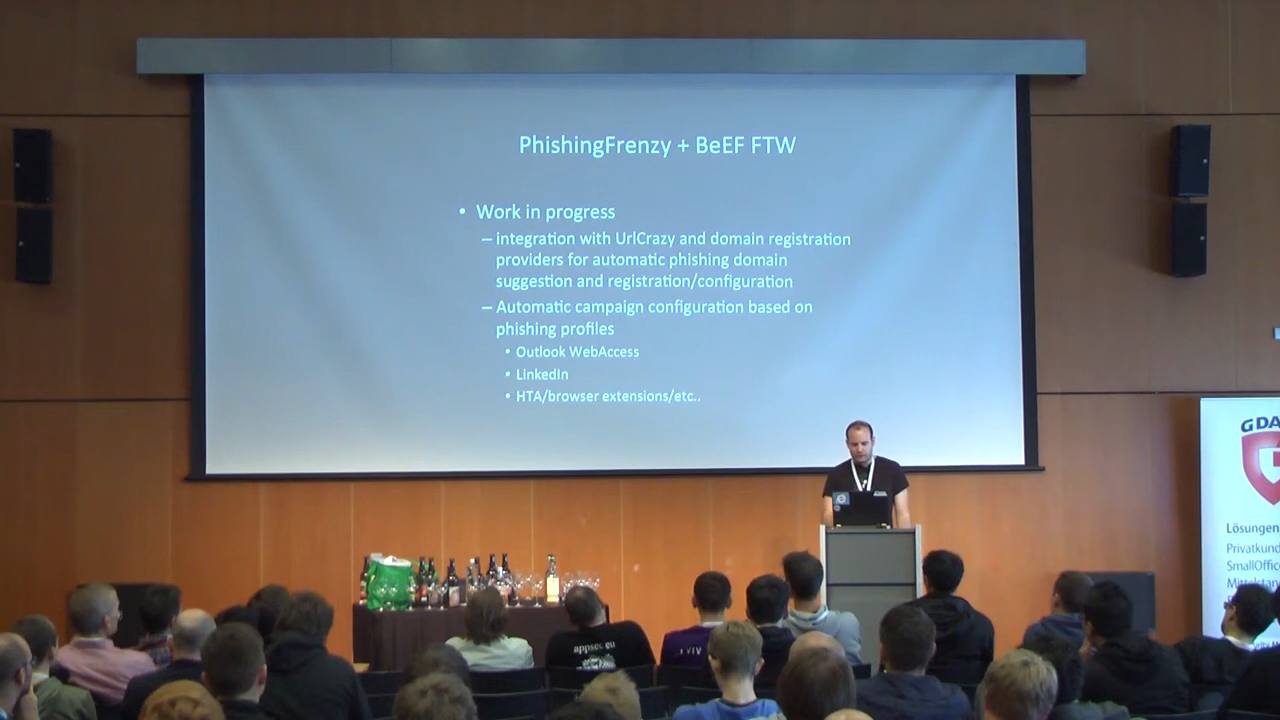 PhishingFrenzy + BeEF FTW
• Work in progress
– integration with UrlCrazy and domain registration
providers for automatic phishing domain
suggestion and registration/configuration
– Automatic campaign configuration based on
phishing profiles
• Outlook WebAccess
• LinkedIn
• HTA/browser extensions/etc..
G DA
Lösungen
Privatkund
SmallOffic
Mittelstan
appsec.eu